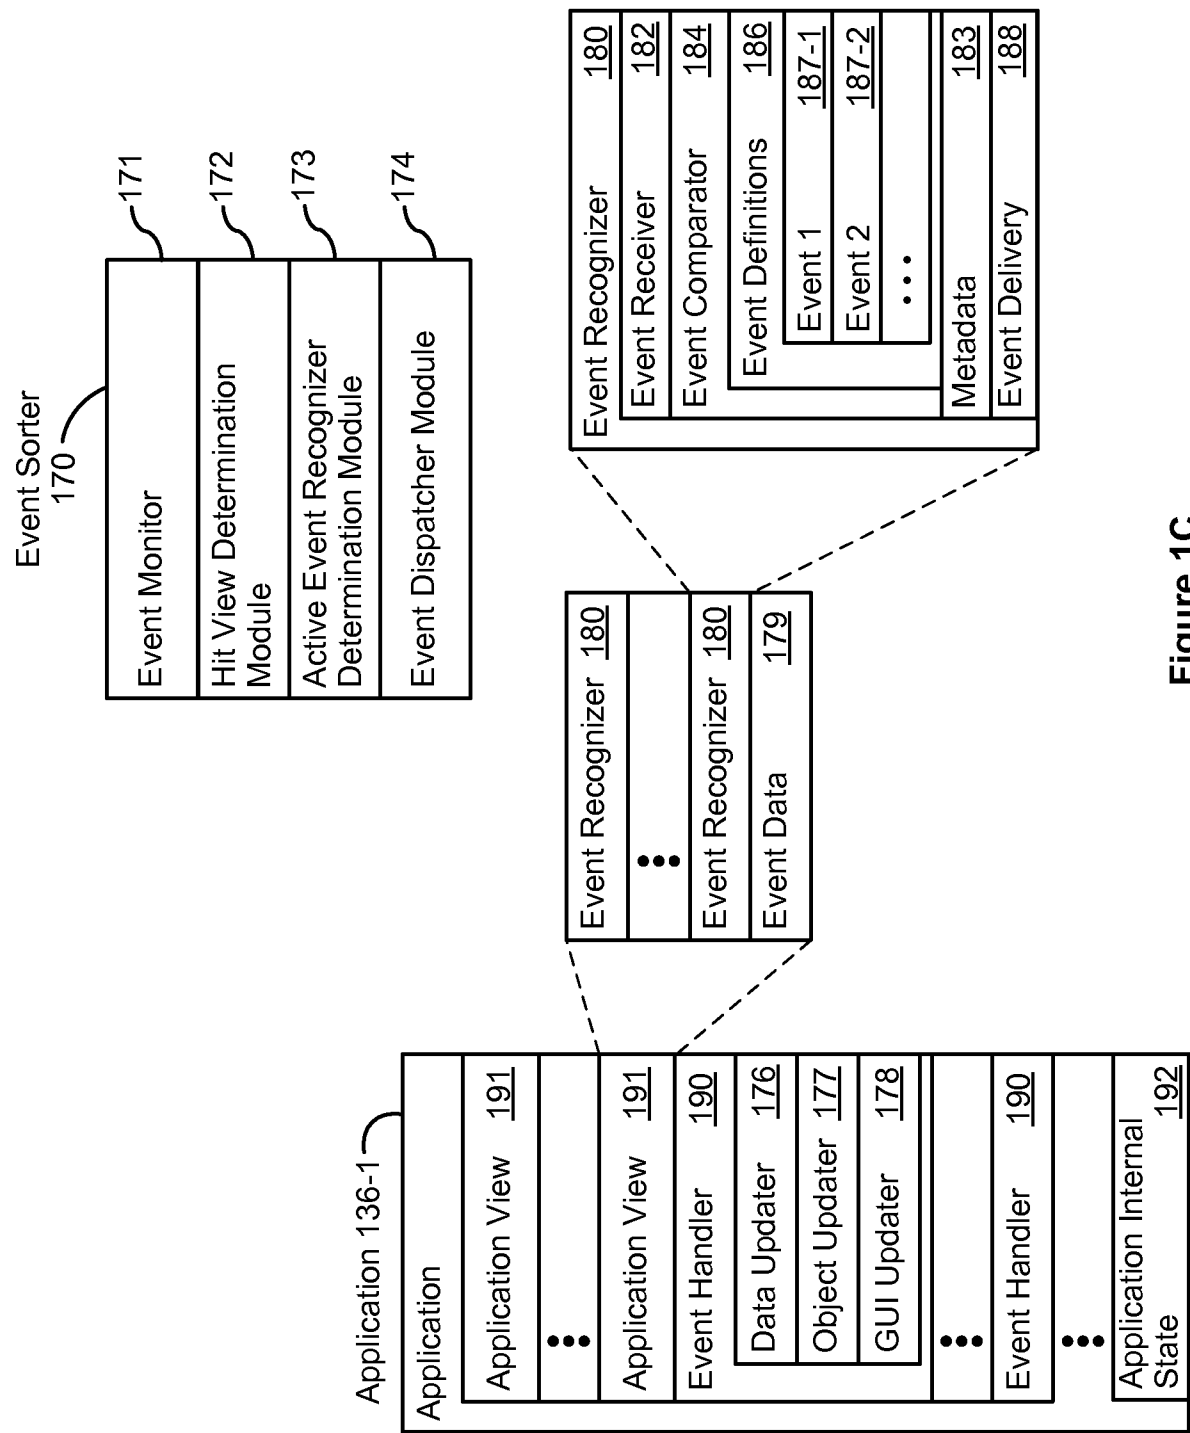 Event Sorter
170
Event Monitor
171
Hit View Determination
Module
172
Active Event Recognizer
Determination Module
173
Event Dispatcher Module
174
Application 136-1
Application
Application View 191
•••
Application View 191
Event Handler 190
Data Updater 176
Object Updater 177
GUI Updater 178
•••
Event Handler 190
•••
Application Internal
State 192
Event Recognizer 180
•••
Event Recognizer 180
Event Data 179
Event Recognizer 180
Event Receiver 182
Event Comparator 184
Event Definitions 186
Event 1 187-1
Event 2 187-2
•••
Metadata 183
Event Delivery 188
Figure 1C